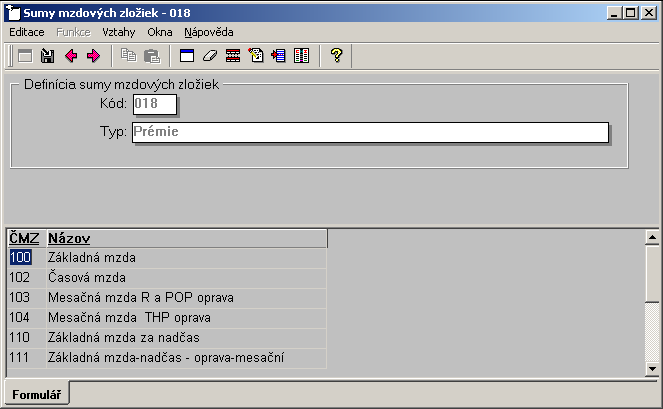 Sumy mzdových zložiek - 018
Editace Funkce Vztahy Okna Nápověda
Definícia sumy mzdových zložiek
Kód: 018
Typ: Prémie
ČMZ Názov
100 Základná mzda
102 Časová mzda
103 Mesačná mzda R a POP oprava
104 Mesačná mzda THP oprava
110 Základná mzda za nadčas
111 Základná mzda-nadčas - oprava-mesační
Formulář